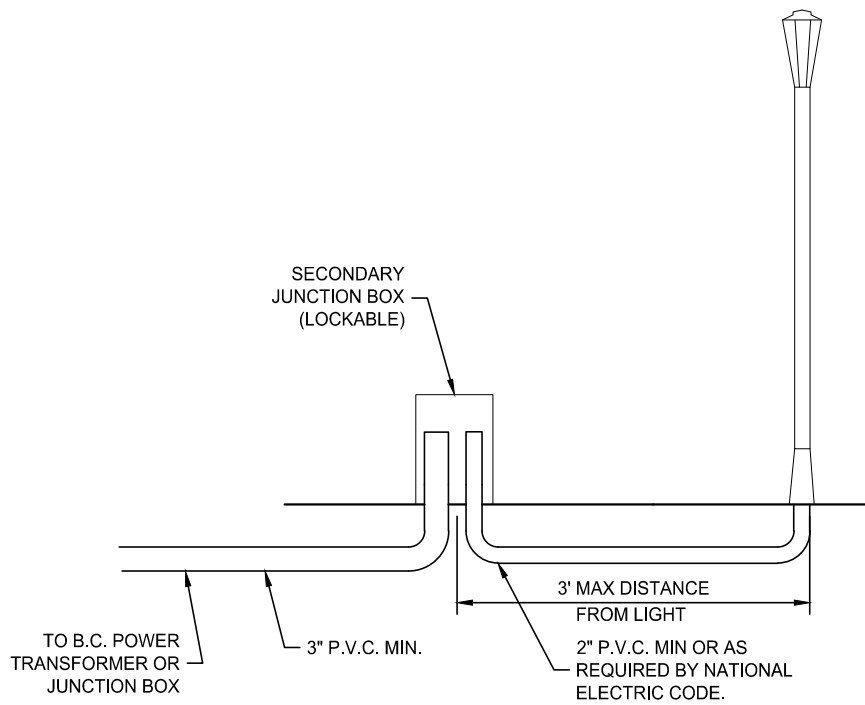 SECONDARY
JUNCTION BOX
(LOCKABLE)
3' MAX DISTANCE
FROM LIGHT
TO B.C. POWER
TRANSFORMER OR
JUNCTION BOX
3" P.V.C. MIN.
2" P.V.C. MIN OR AS
REQUIRED BY NATIONAL
ELECTRIC CODE.